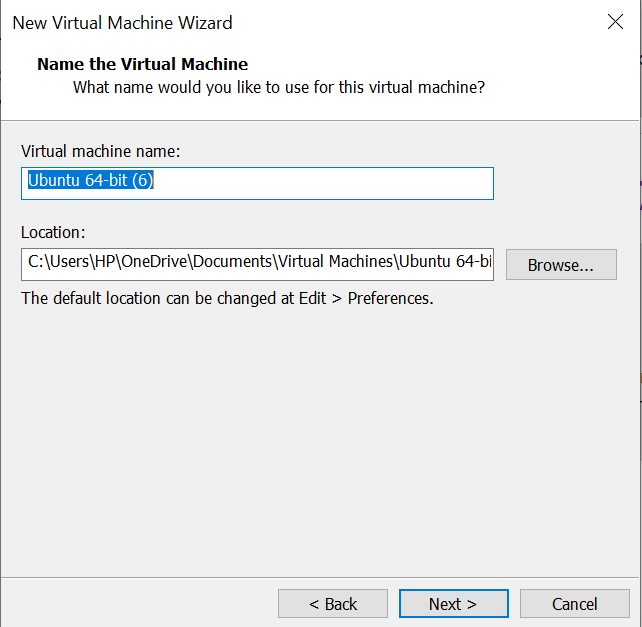 New Virtual Machine Wizard
Name the Virtual Machine
What name would you like to use for this virtual machine?
Virtual machine name:
Ubuntu 64-bit (6)
Location:
C:\Users\HP\OneDrive\Documents\Virtual Machines\Ubuntu 64-bi
Browse...
The default location can be changed at Edit > Preferences.
< Back
Next >
Cancel